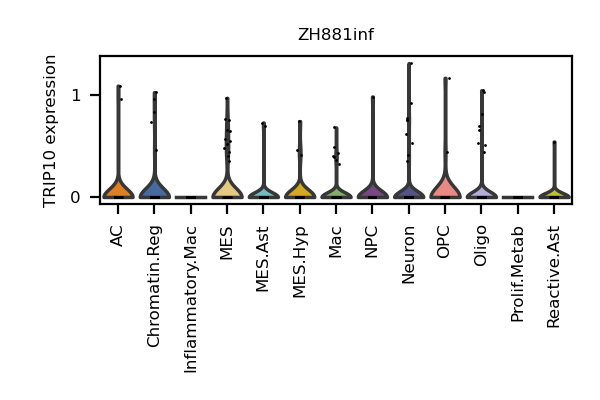 ZH881inf
TRIP10 expression
1
0
AC
Chromatin.Reg
Inflammatory.Mac
MES
MES.Ast
MES.Hyp
Mac
NPC
Neuron
OPC
Oligo
Prolif.Metab
Reactive.Ast